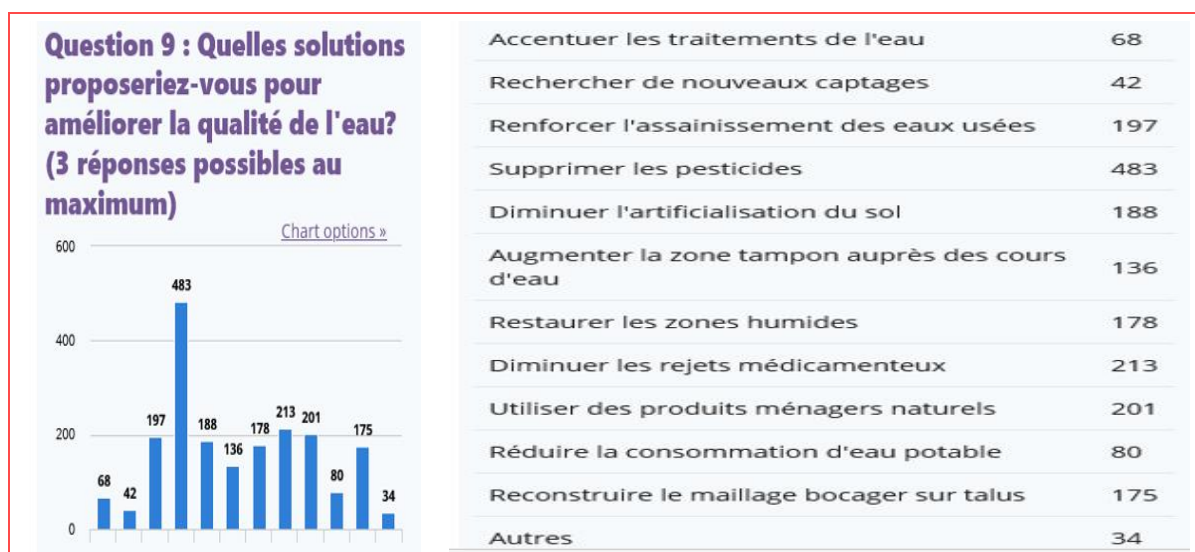 Question 9 : Quelles solutions
proposeriez-vous pour
améliorer la qualité de l'eau?
(3 réponses possibles au
maximum)
Chart options »
600
483
400
213 201
197 188 178 175
200
136
68 80
42 34
0
Accentuer les traitements de l'eau 68
Rechercher de nouveaux captages 42
Renforcer l'assainissement des eaux usées 197
Supprimer les pesticides 483
Diminuer l'artificialisation du sol 188
Augmenter la zone tampon auprès des cours
d'eau 136
Restaurer les zones humides 178
Diminuer les rejets médicamenteux 213
Utiliser des produits ménagers naturels 201
Réduire la consommation d'eau potable 80
Reconstruire le maillage bocager sur talus 175
Autres 34